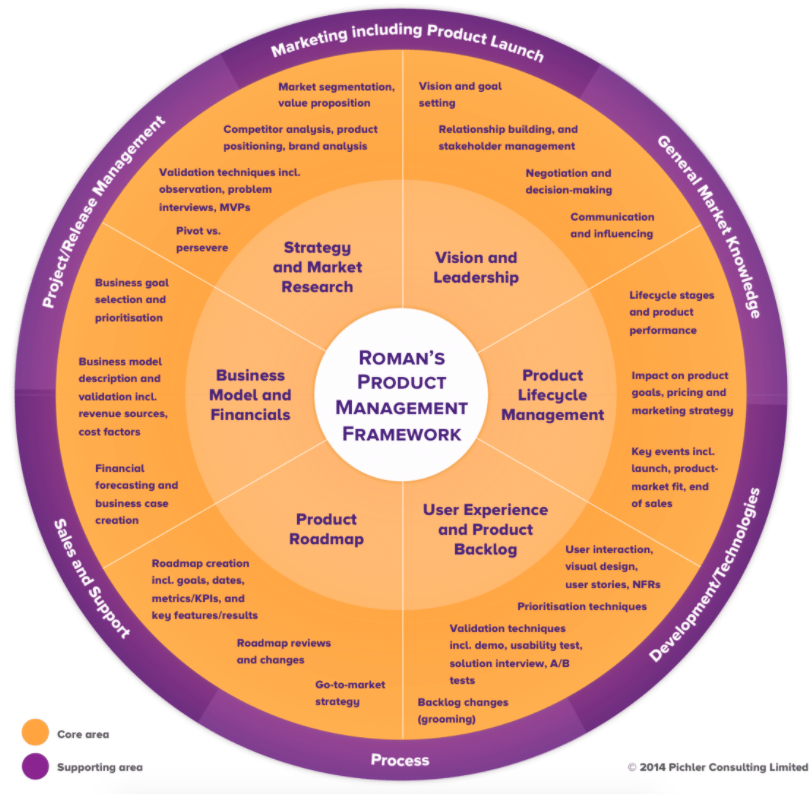 Marketing including Product Launch
General Market Knowledge
Development/Technologies
Process
Sales and Support
Project/Release Management
ROMAN'S
PRODUCT
MANAGEMENT
FRAMEWORK
Vision and
Leadership
Vision and goal
setting
Relationship building, and
stakeholder management
Negotiation and
decision-making
Communication
and influencing
Product
Lifecycle
Management
Lifecycle stages
and product
performance
Impact on product
goals, pricing and
marketing strategy
Key events incl.
launch, product-
market fit, end
of sales
User Experience
and Product
Backlog
User interaction,
visual design,
user stories, NFRs
Prioritisation techniques
Validation techniques
incl. demo, usability test,
solution interview, A/B
tests
Backlog changes
(grooming)
Product
Roadmap
Roadmap creation
incl. goals, dates,
metrics/KPIs, and
key features/results
Roadmap reviews
and changes
Go-to-market
strategy
Business
Model and
Financials
Business goal
selection and
prioritisation
Business model
description and
validation incl.
revenue sources,
cost factors
Financial
forecasting and
business case
creation
Strategy
and Market
Research
Market segmentation,
value proposition
Competitor analysis, product
positioning, brand analysis
Validation techniques incl.
observation, problem
interviews, MVPs
Pivot vs.
persevere
Core area
Supporting area
© 2014 Pichler Consulting Limited